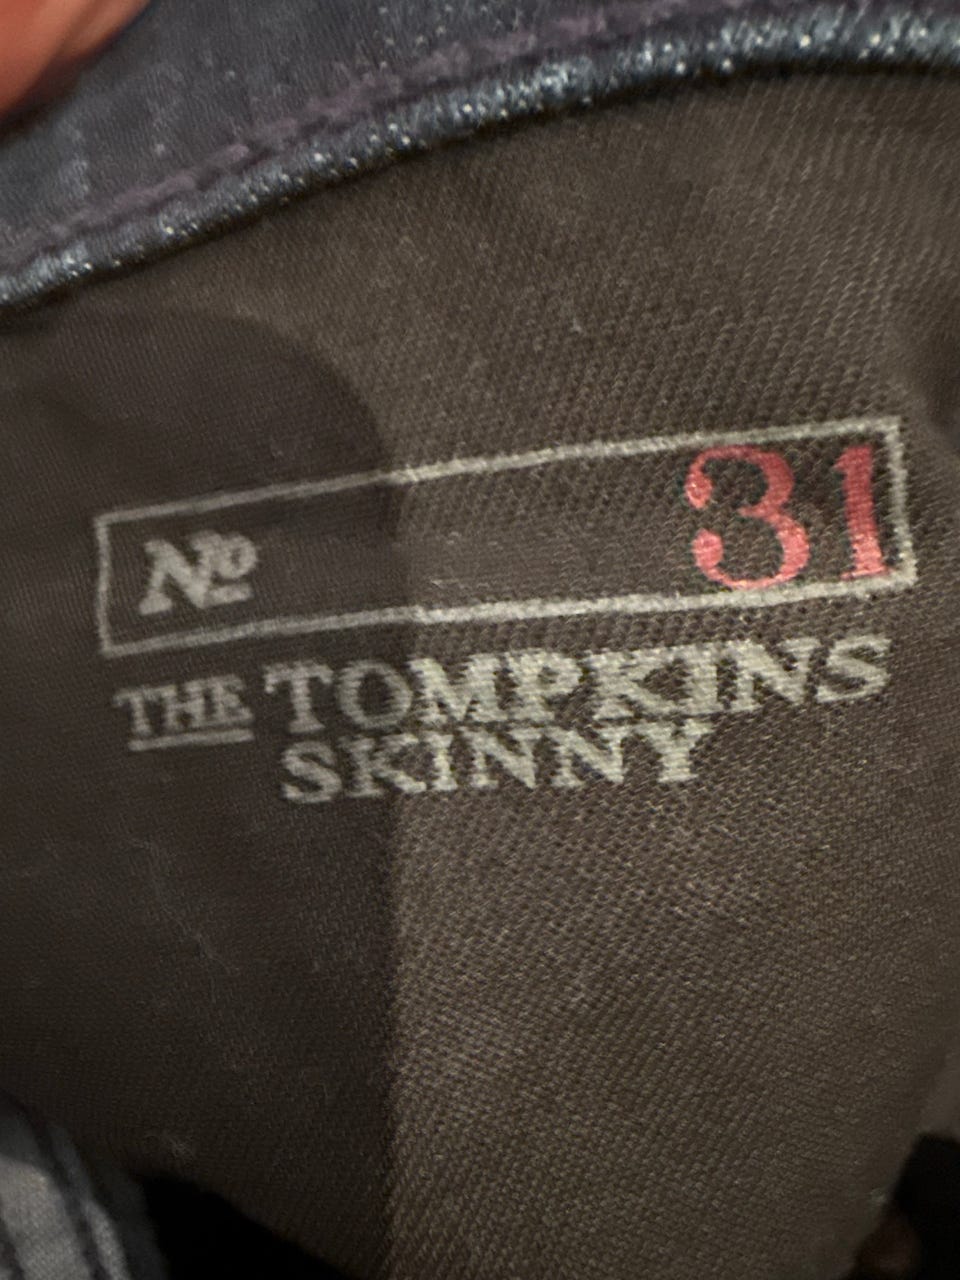 Nº 31
THE TOMPKINS
SKINNY